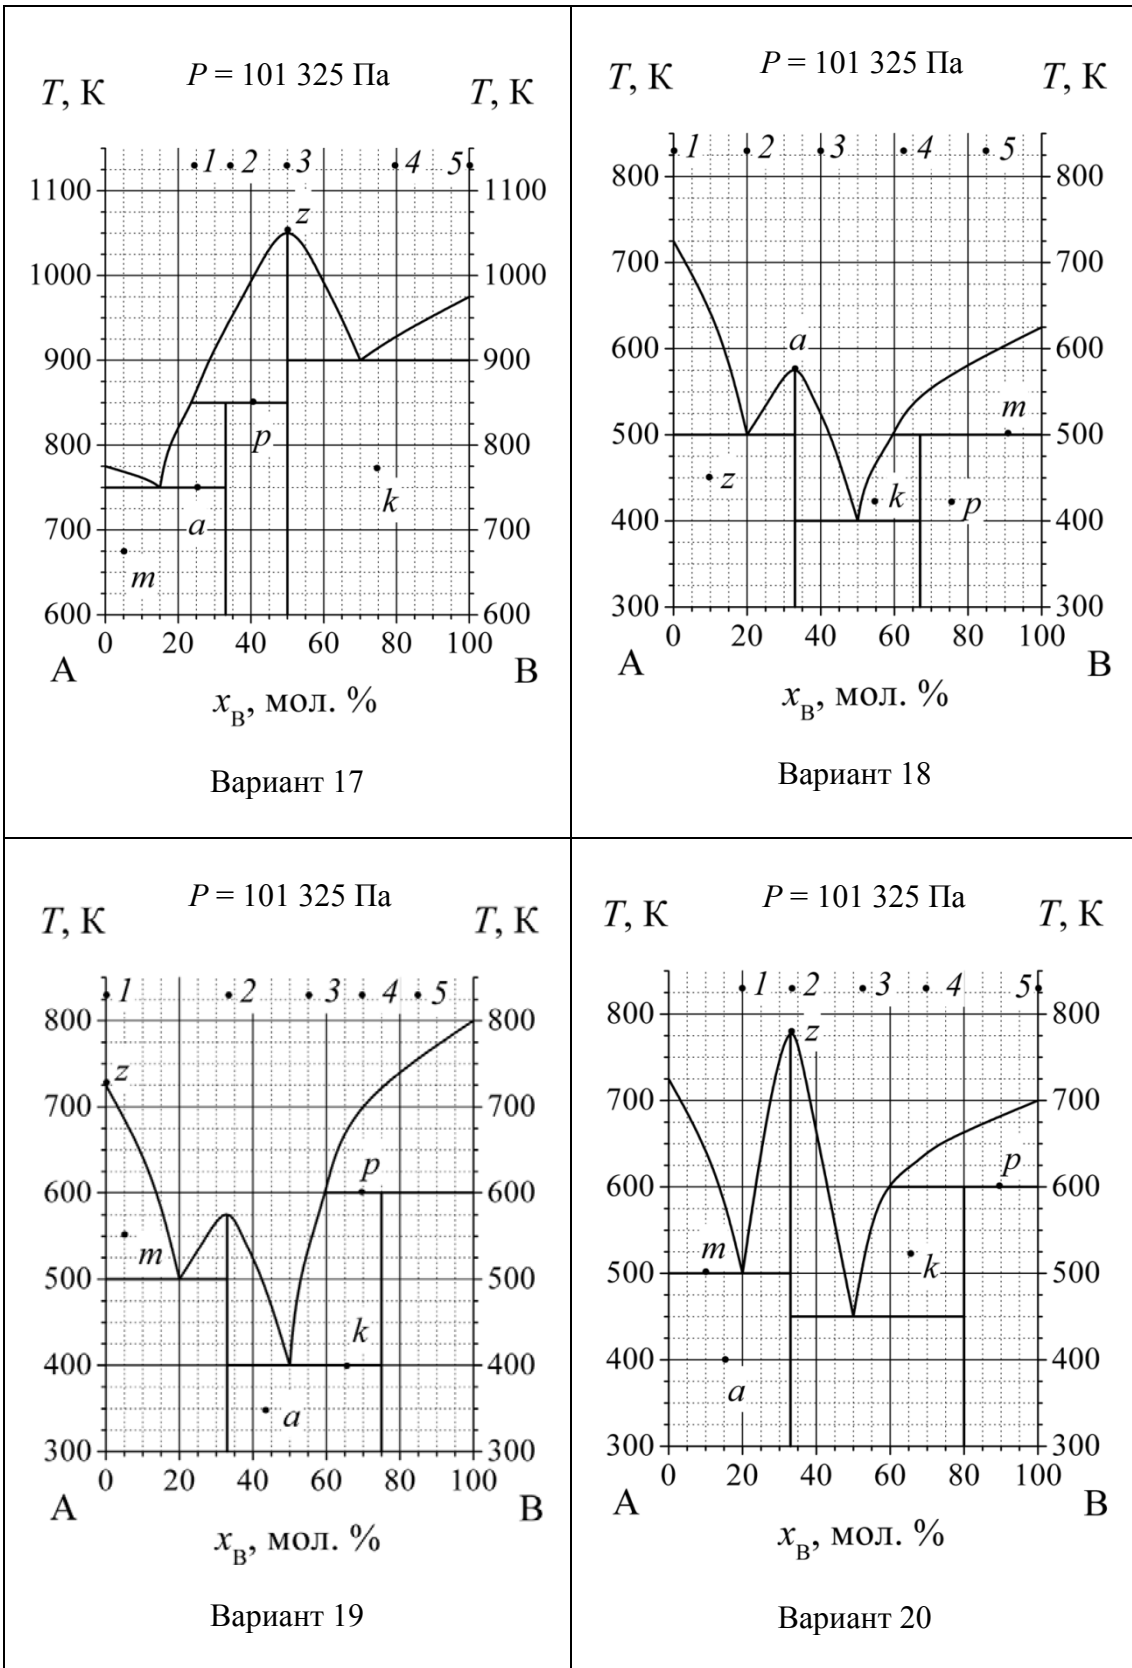 P = 101 325 Па
T, К T, К
1 2 3 4 5
1100 1100
z
1000 1000
900 900
p
800 800
k
a
700 700
m
600 600
0 20 40 60 80 100
А В
xВ, мол. %
Вариант 17
P = 101 325 Па
T, К T, К
1 2 3 4 5
800 800
700 700
a
600 600
m
500 500
z k p
400 400
300 300
0 20 40 60 80 100
А В
xВ, мол. %
Вариант 18
P = 101 325 Па
T, К T, К
1 2 3 4 5
800 800
z
700 700
p
600 600
m
500 500
k
400 400
a
300 300
0 20 40 60 80 100
А В
xВ, мол. %
Вариант 19
P = 101 325 Па
T, К T, К
1 2 3 4 5
800 800
z
700 700
p
600 600
m k
500 500
400 400
a
300 300
0 20 40 60 80 100
А В
xВ, мол. %
Вариант 20